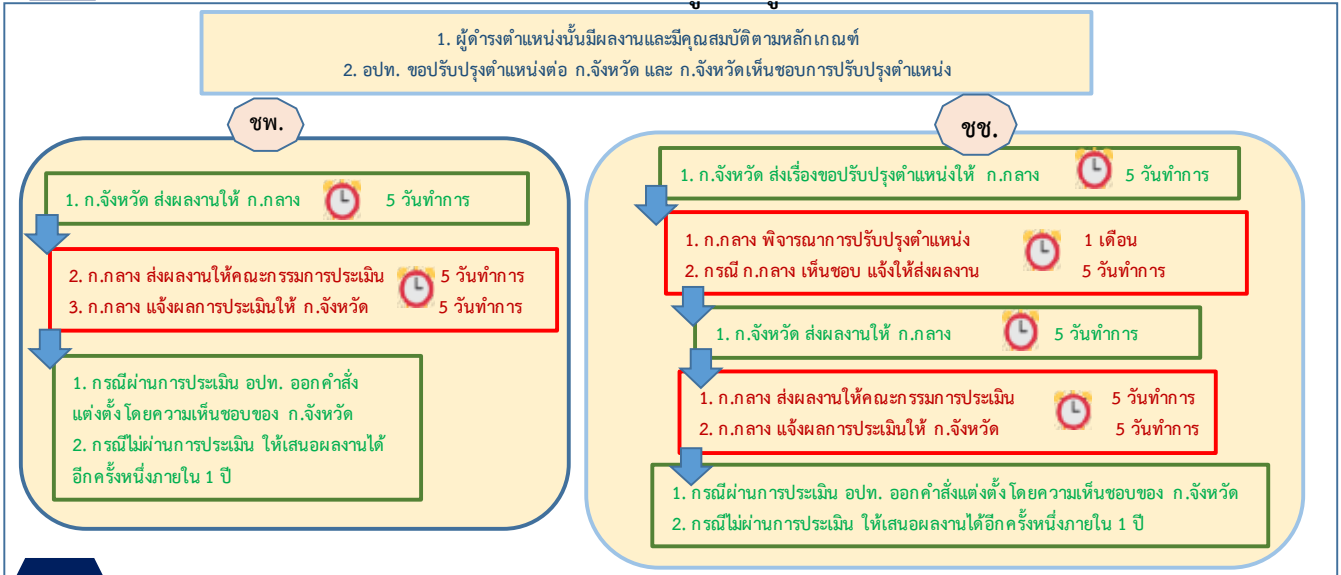 1. ผู้ดำรงตำแหน่งนั้นมีผลงานและมีคุณสมบัติตามหลักเกณฑ์
2. อปท. ขอปรับปรุงตำแหน่งต่อ ก.จังหวัด และ ก.จังหวัดเห็นชอบการปรับปรุงตำแหน่ง
ชพ.
1. ก.จังหวัด ส่งผลงานให้ ก.กลาง 5 วันทำการ
2. ก.กลาง ส่งผลงานให้คณะกรรมการประเมิน 5 วันทำการ
3. ก.กลาง แจ้งผลการประเมินให้ ก.จังหวัด 5 วันทำการ
1. กรณีผ่านการประเมิน อปท. ออกคำสั่ง
แต่งตั้ง โดยความเห็นชอบของ ก.จังหวัด
2. กรณีไม่ผ่านการประเมิน ให้เสนอผลงานได้
อีกครั้งหนึ่งภายใน 1 ปี
ชช.
1. ก.จังหวัด ส่งเรื่องขอปรับปรุงตำแหน่งให้ ก.กลาง 5 วันทำการ
1. ก.กลาง พิจารณาการปรับปรุงตำแหน่ง 1 เดือน
2. กรณี ก.กลาง เห็นชอบ แจ้งให้ส่งผลงาน 5 วันทำการ
1. ก.จังหวัด ส่งผลงานให้ ก.กลาง 5 วันทำการ
1. ก.กลาง ส่งผลงานให้คณะกรรมการประเมิน 5 วันทำการ
2. ก.กลาง แจ้งผลการประเมินให้ ก.จังหวัด 5 วันทำการ
1. กรณีผ่านการประเมิน อปท. ออกคำสั่งแต่งตั้ง โดยความเห็นชอบของ ก.จังหวัด
2. กรณีไม่ผ่านการประเมิน ให้เสนอผลงานได้อีกครั้งหนึ่งภายใน 1 ปี